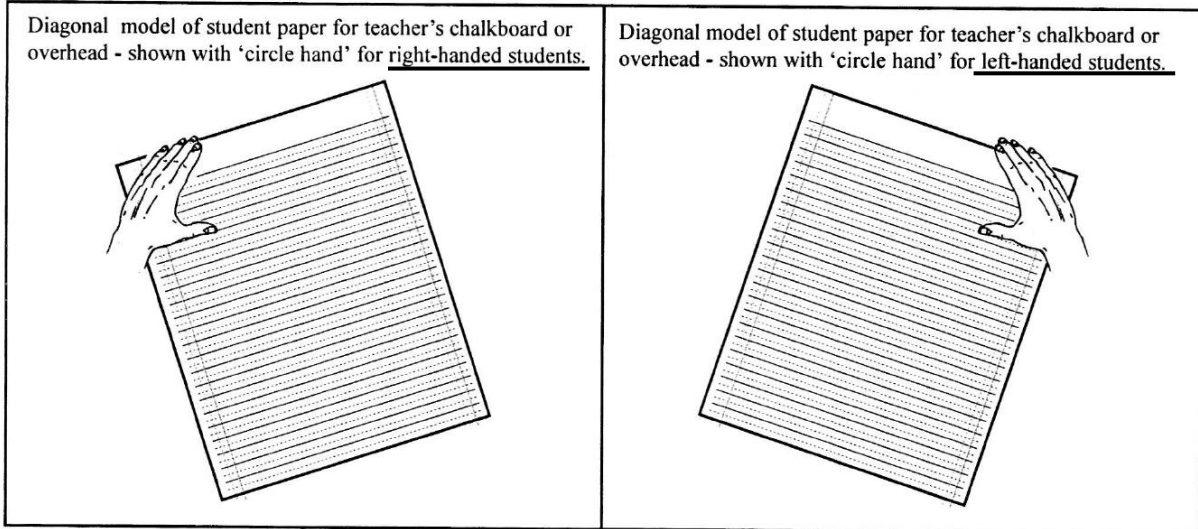 Diagonal model of student paper for teacher’s chalkboard or
overhead - shown with ‘circle hand’ for right-handed students.
Diagonal model of student paper for teacher’s chalkboard or
overhead - shown with ‘circle hand’ for left-handed students.